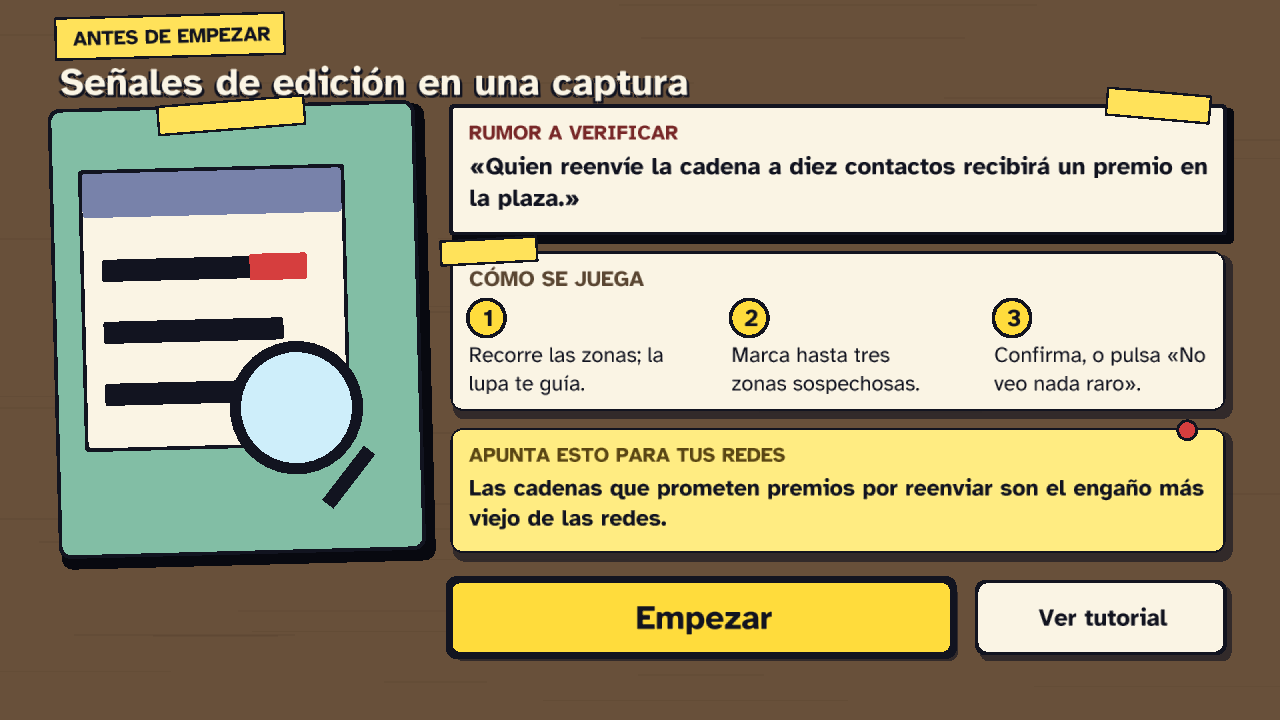 ANTES DE EMPEZAR
Señales de edición en una captura
RUMOR A VERIFICAR
«Quien reenvíe la cadena a diez contactos recibirá un premio en
la plaza.»
CÓMO SE JUEGA
1
Recorre las zonas; la
lupa te guía.
2
Marca hasta tres
zonas sospechosas.
3
Confirma, o pulsa «No
veo nada raro».
APUNTA ESTO PARA TUS REDES
Las cadenas que prometen premios por reenviar son el engaño más
viejo de las redes.
Empezar
Ver tutorial